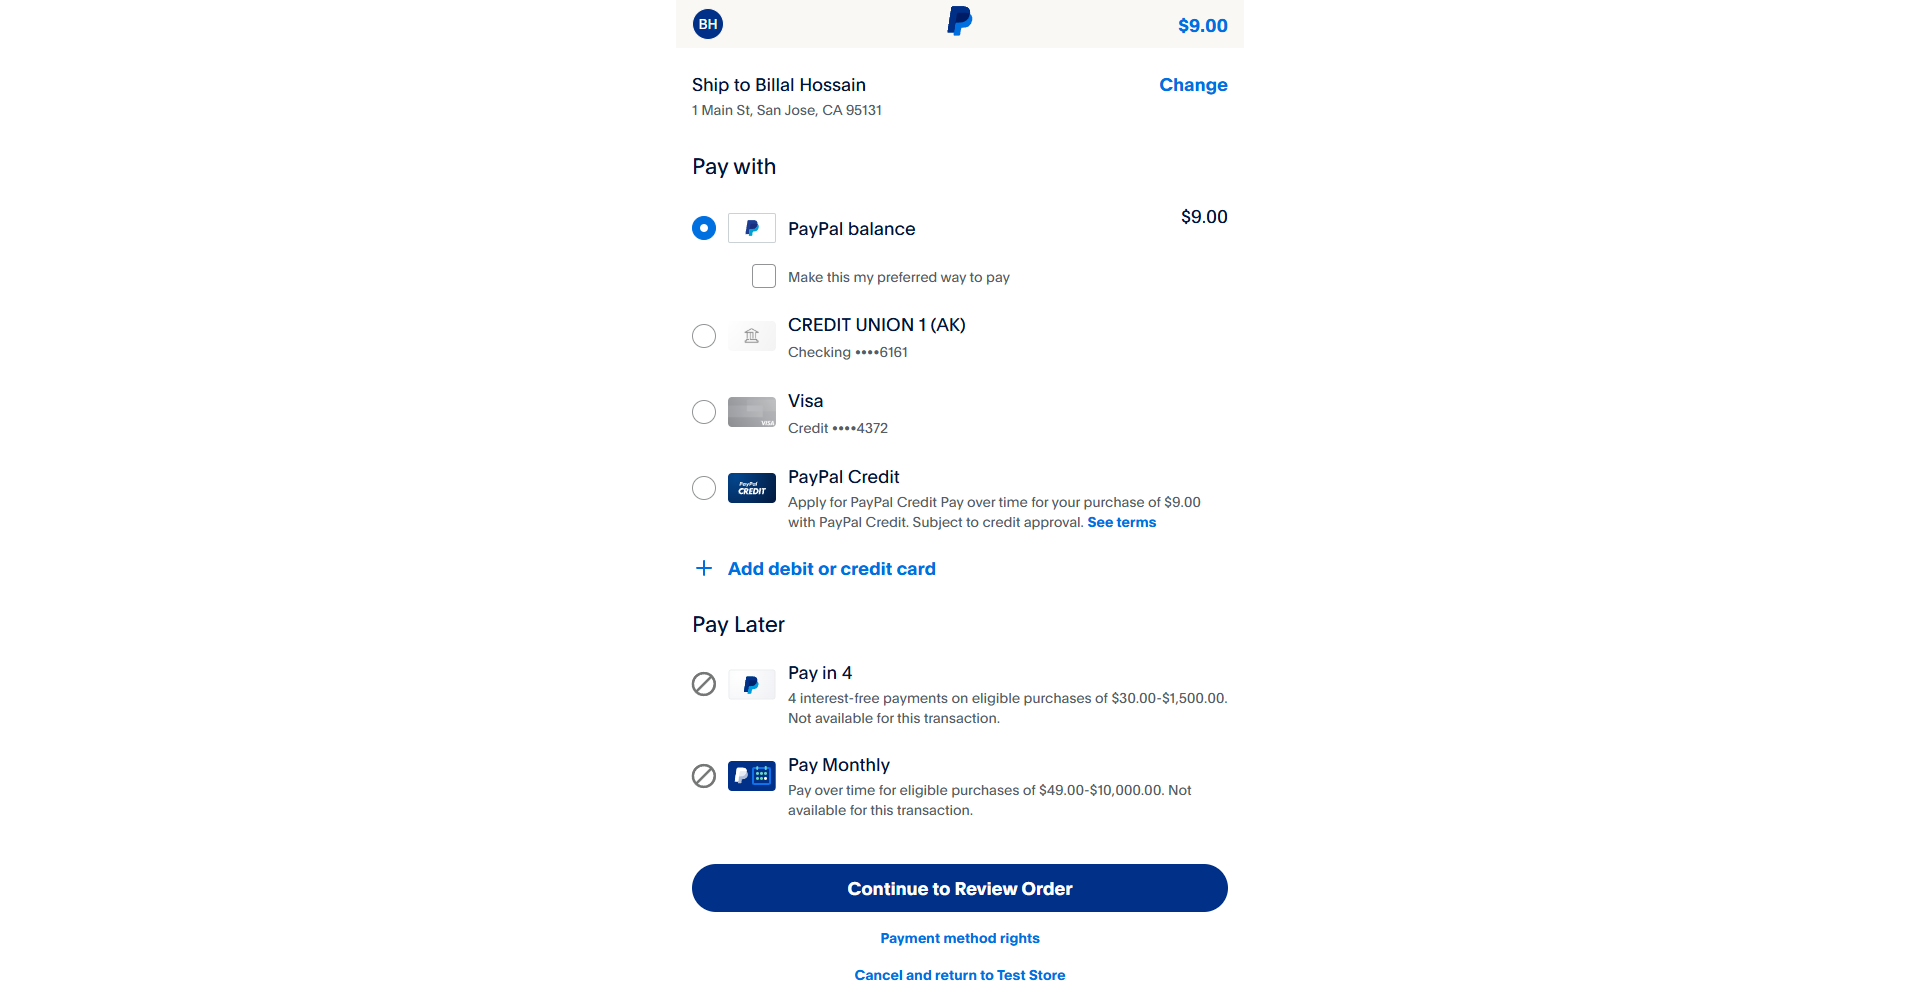 BH
$9.00
Ship to Billal Hossain
Change
1 Main St, San Jose, CA 95131
Pay with
PayPal balance
$9.00
Make this my preferred way to pay
CREDIT UNION 1 (AK)
Checking ••••6161
Visa
VISA
Credit ••••4372
PayPal Credit
PayPal
CREDIT
Apply for PayPal Credit Pay over time for your purchase of $9.00
with PayPal Credit. Subject to credit approval. See terms
+ Add debit or credit card
Pay Later
Pay in 4
4 interest-free payments on eligible purchases of $30.00-$1,500.00.
Not available for this transaction.
Pay Monthly
Pay over time for eligible purchases of $49.00-$10,000.00. Not
available for this transaction.
Continue to Review Order
Payment method rights
Cancel and return to Test Store